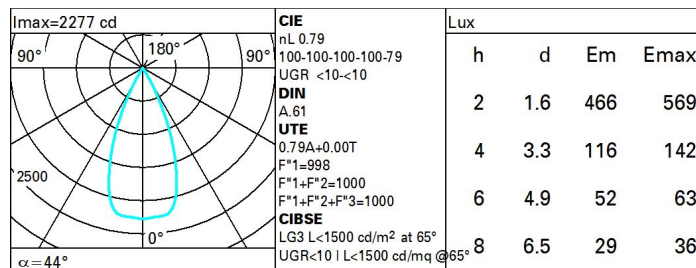 Imax=2277 cd
90°
180°
90°
2500
0°
α=44°
CIE
nL 0.79
100-100-100-100-79
UGR <10-<10
DIN
A.61
UTE
0.79A+0.00T
F"1=998
F"1+F"2=1000
F"1+F"2+F"3=1000
CIBSE
LG3 L<1500 cd/m² at 65°
UGR<10 | L<1500 cd/mq @65°
Lux
h d Em Emax
2 1.6 466 569
4 3.3 116 142
6 4.9 52 63
8 6.5 29 36